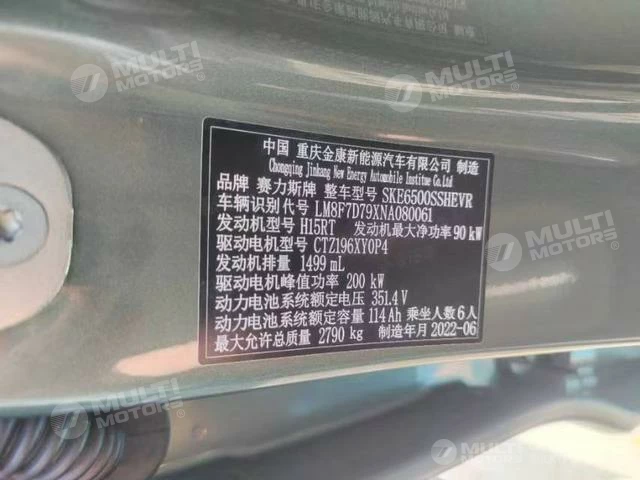 MULTI
MOTORS®
MULTI
MOTORS®
中国 重庆金康新能源汽车有限公司 制造
Chongqing Jinkang New Energy Automobile Institue Co.Ltd
品牌 赛力斯牌 整车型号 SKE6500SSHEVR
车辆识别代号 LM8F7D79XNA080061
发动机型号 H15RT 发动机最大净功率 90 kW
驱动电机型号 CTZ196XY0P4
发动机排量 1499 mL
驱动电机峰值功率 200 kW
动力电池系统额定电压 351.4 V
动力电池系统额定容量 114 Ah 乘坐人数 6 人
最大允许总质量 2790 kg 制造年月 2022-06
MULTI
MOTORS®
MULTI
MOTORS®